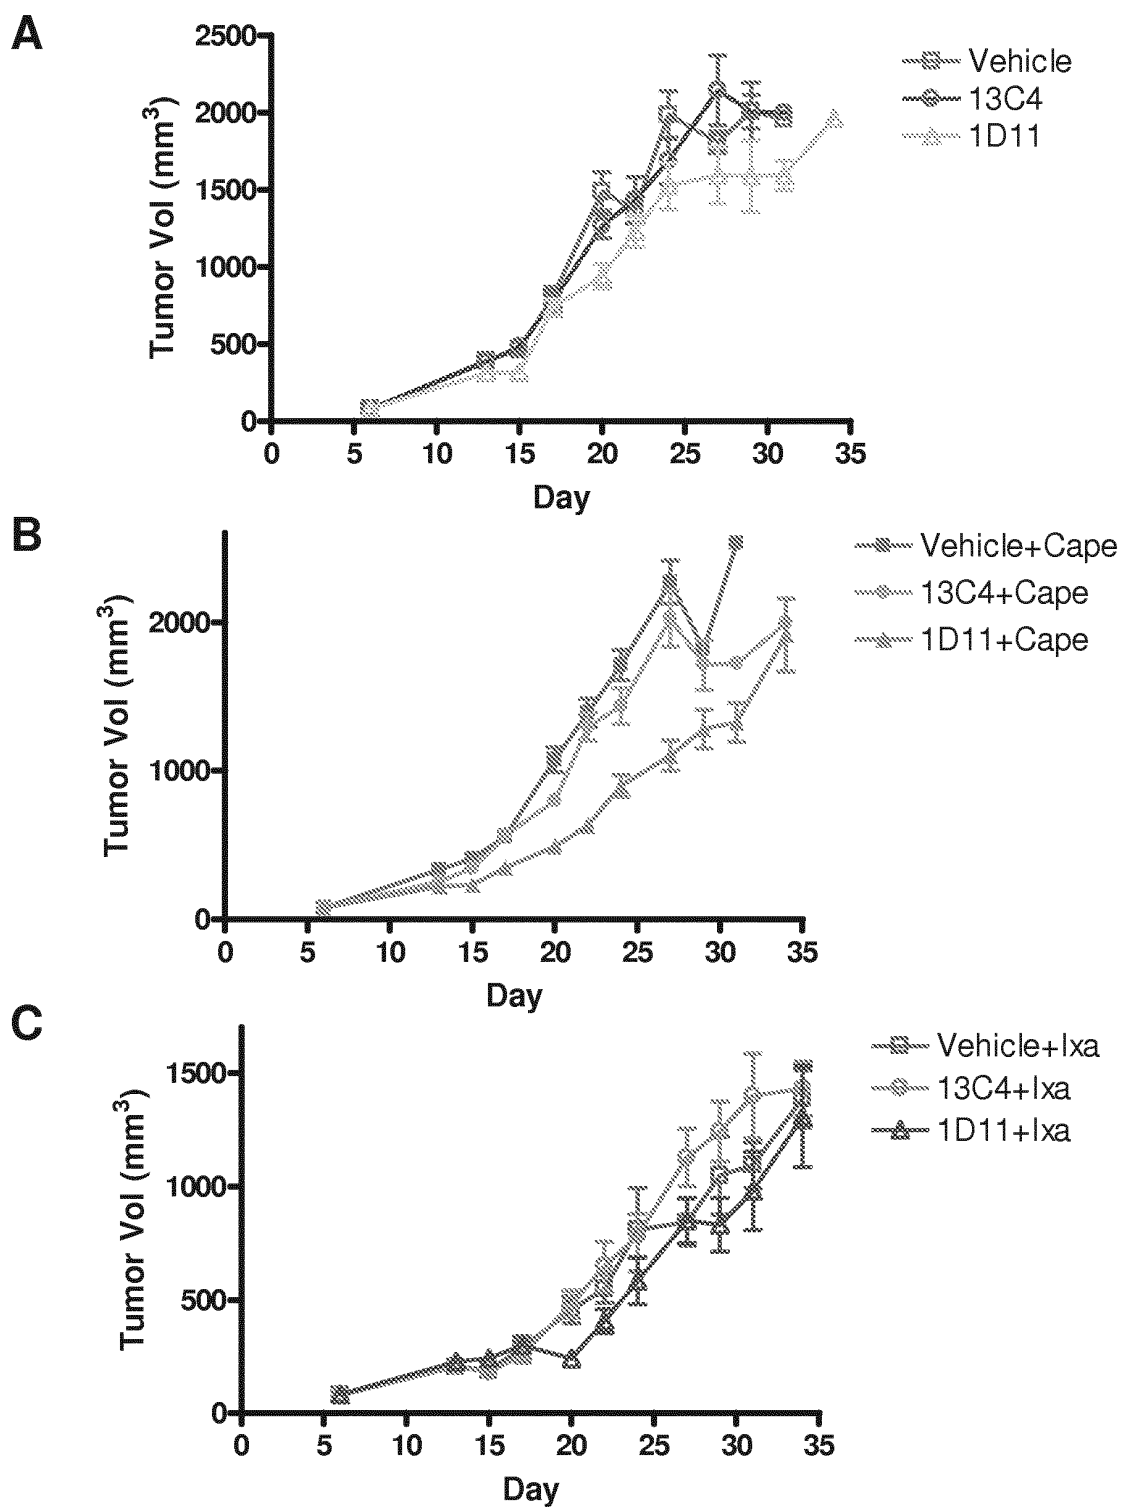 A
2500
2000
1500
1000
500
0
Tumor Vol (mm³)
0 5 10 15 20 25 30 35
Day
Vehicle
13C4
1D11
B
2000
1000
0
Tumor Vol (mm³)
0 5 10 15 20 25 30 35
Day
Vehicle+Cape
13C4+Cape
1D11+Cape
C
1500
1000
500
0
Tumor Vol (mm³)
0 5 10 15 20 25 30 35
Day
Vehicle+Ixa
13C4+Ixa
1D11+Ixa